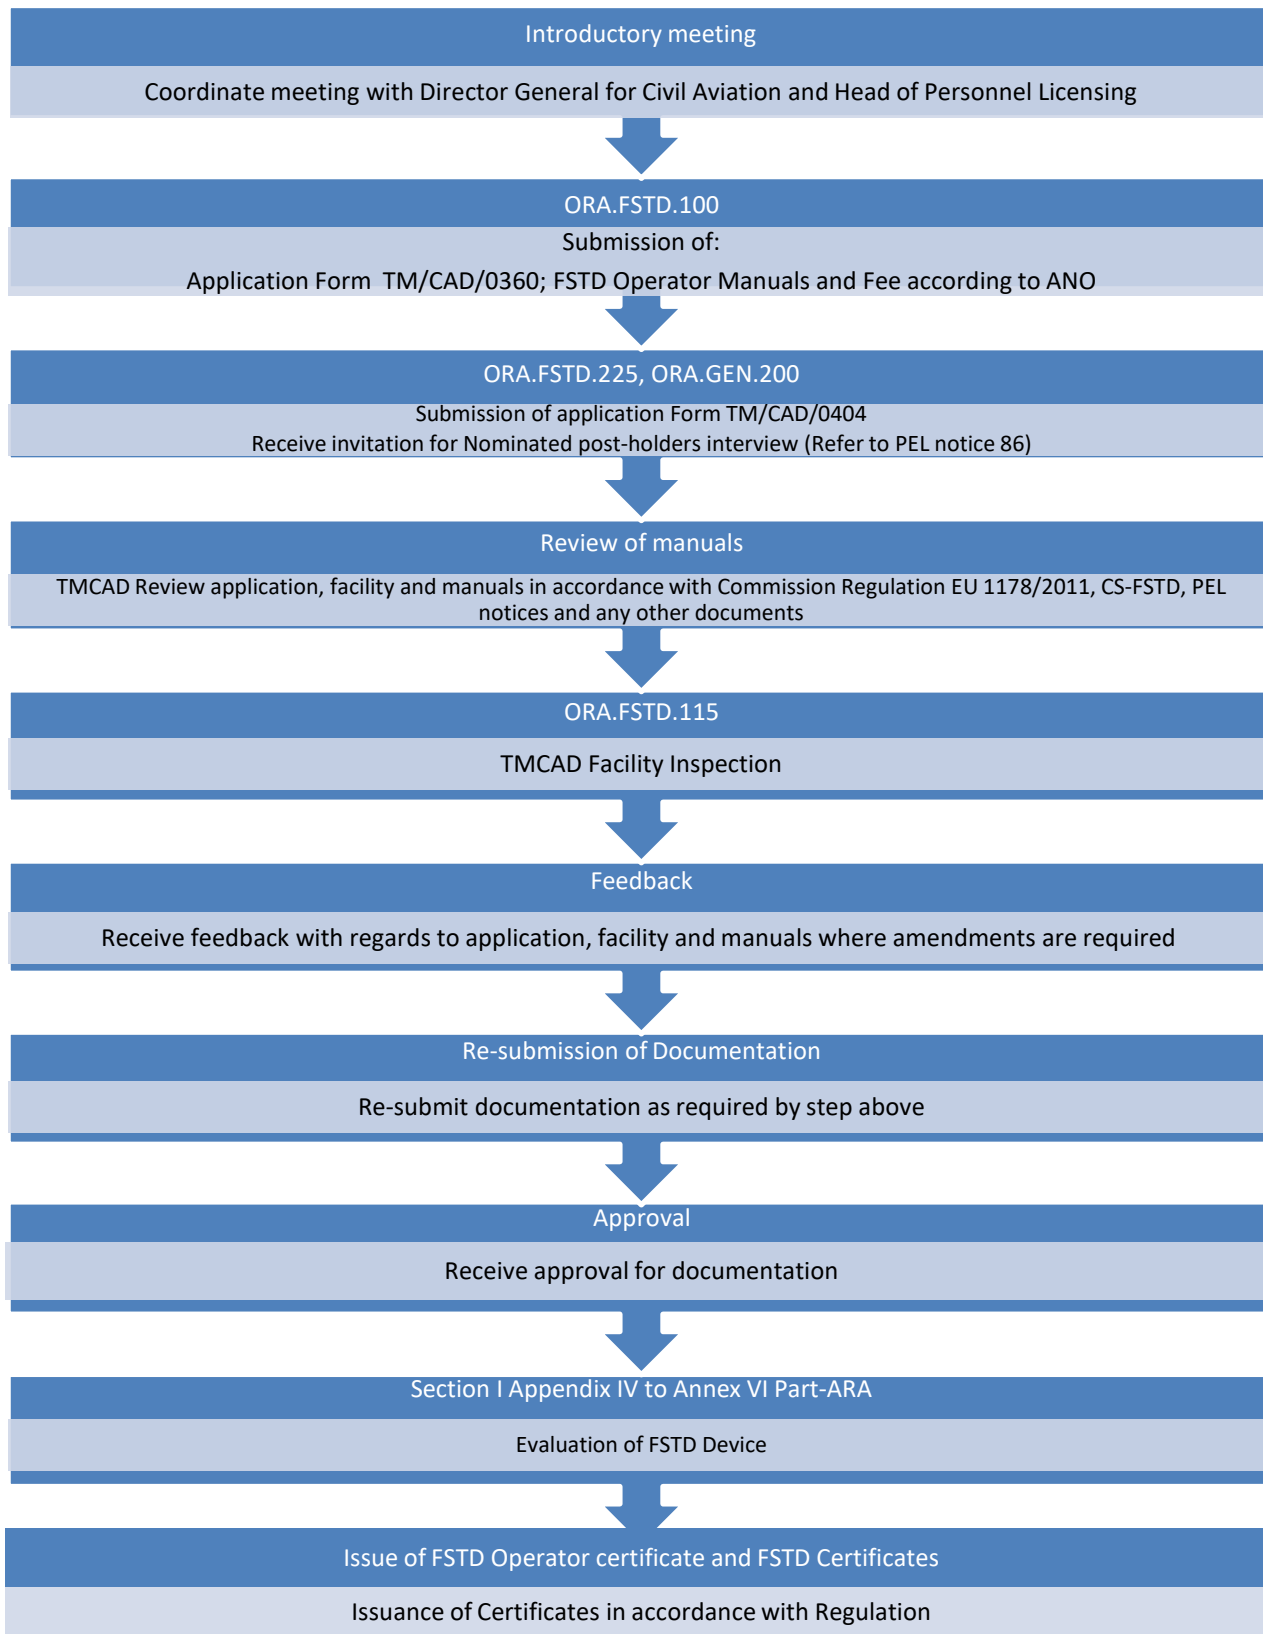 Introductory meeting
Coordinate meeting with Director General for Civil Aviation and Head of Personnel Licensing
ORA.FSTD.100
Submission of:
Application Form TM/CAD/0360; FSTD Operator Manuals and Fee according to ANO
ORA.FSTD.225, ORA.GEN.200
Submission of application Form TM/CAD/0404
Receive invitation for Nominated post-holders interview (Refer to PEL notice 86)
Review of manuals
TMCAD Review application, facility and manuals in accordance with Commission Regulation EU 1178/2011, CS-FSTD, PEL
notices and any other documents
ORA.FSTD.115
TMCAD Facility Inspection
Feedback
Receive feedback with regards to application, facility and manuals where amendments are required
Re-submission of Documentation
Re-submit documentation as required by step above
Approval
Receive approval for documentation
Section I Appendix IV to Annex VI Part-ARA
Evaluation of FSTD Device
Issue of FSTD Operator certificate and FSTD Certificates
Issuance of Certificates in accordance with Regulation